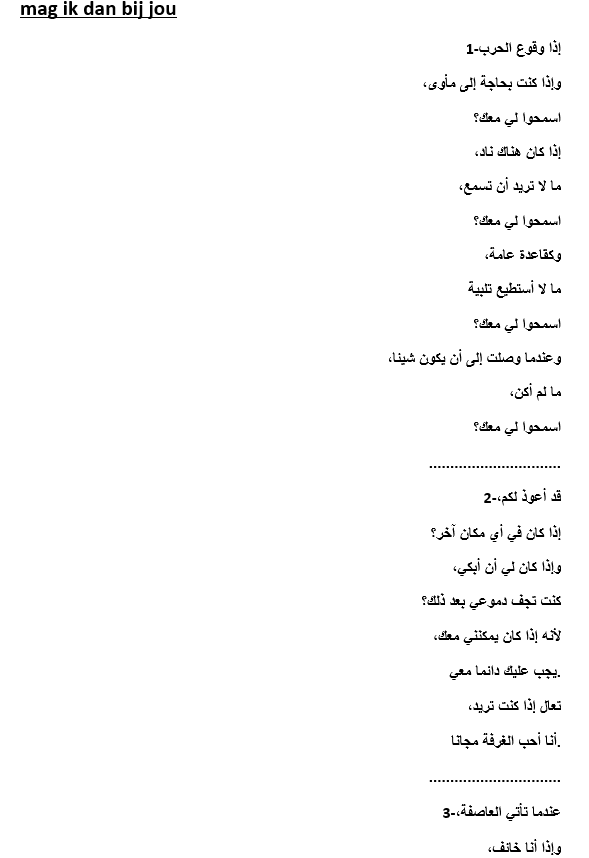 mag ik dan bij jou
1-إذا وقوع الحرب
وإذا كنت بحاجة إلى مأوى،
اسمحوا لي معك؟
إذا كان هناك ناد،
ما لا تريد أن تسمع،
اسمحوا لي معك؟
وكقاعدة عامة،
ما لا أستطيع تلبية
اسمحوا لي معك؟
وعندما وصلت إلى أن يكون شيئا،
ما لم أكن،
اسمحوا لي معك؟
...............................
2-قد أعوذ لكم،
إذا كان في أي مكان آخر؟
وإذا كان لي أن أبكي،
كنت تجف دموعي بعد ذلك؟
لأنه إذا كان يمكنني معك،
.يجب عليك دائما معي
تعال إذا كنت تريد،
.أنا أحب الغرفة مجانا
...............................
3-عندما تأتي العاصفة،
وإذا أنا خائف،